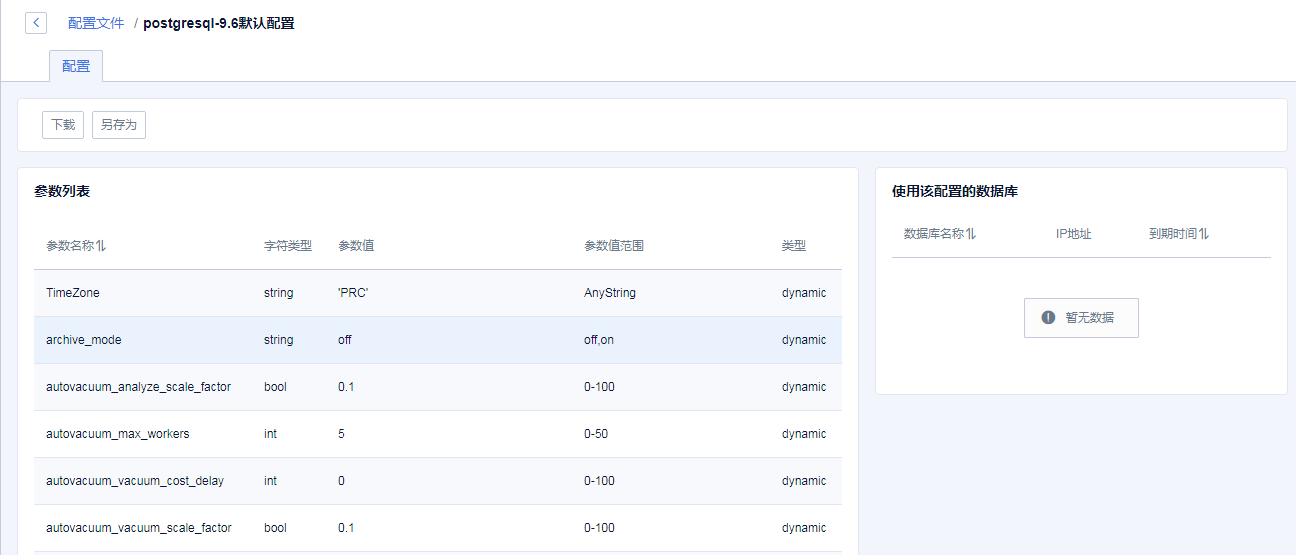 配置文件 / postgresql-9.6默认配置
配置
下载 另存为
参数列表
参数名称 字符类型 参数值 参数值范围 类型
TimeZone string 'PRC' AnyString dynamic
archive_mode string off off,on dynamic
autovacuum_analyze_scale_factor bool 0.1 0-100 dynamic
autovacuum_max_workers int 5 0-50 dynamic
autovacuum_vacuum_cost_delay int 0 0-100 dynamic
autovacuum_vacuum_scale_factor bool 0.1 0-100 dynamic
使用该配置的数据库
数据库名称 IP地址 到期时间
暂无数据